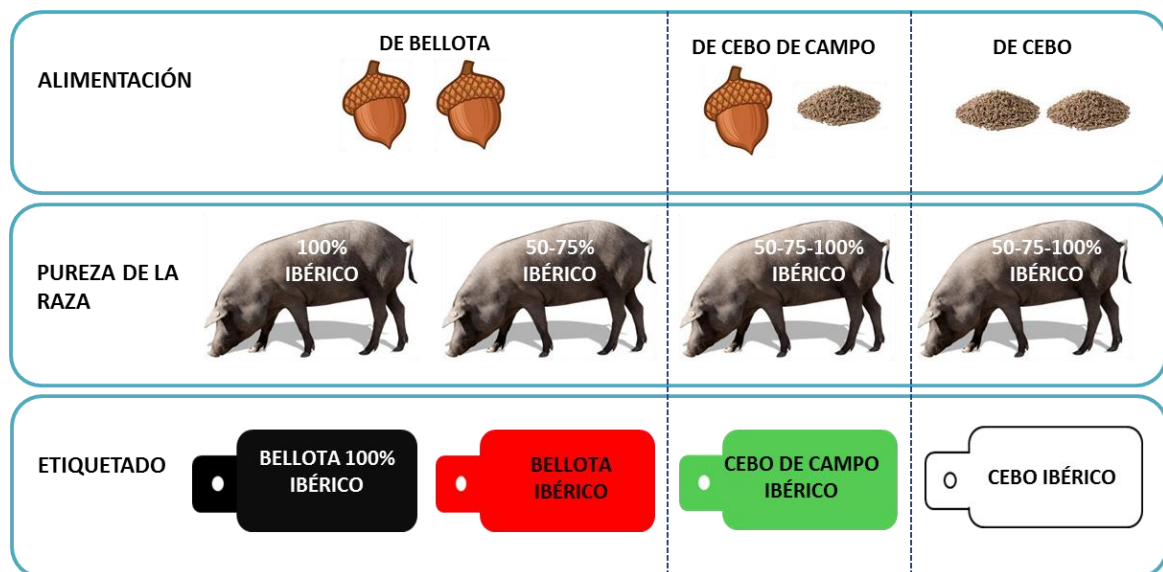 DE BELLOTA
DE CEBO DE CAMPO
DE CEBO
ALIMENTACIÓN
PUREZA DE LA
RAZA
100%
IBÉRICO
50-75%
IBÉRICO
50-75-100%
IBÉRICO
50-75-100%
IBÉRICO
ETIQUETADO
BELLOTA 100%
IBÉRICO
BELLOTA
IBÉRICO
CEBO DE CAMPO
IBÉRICO
CEBO IBÉRICO